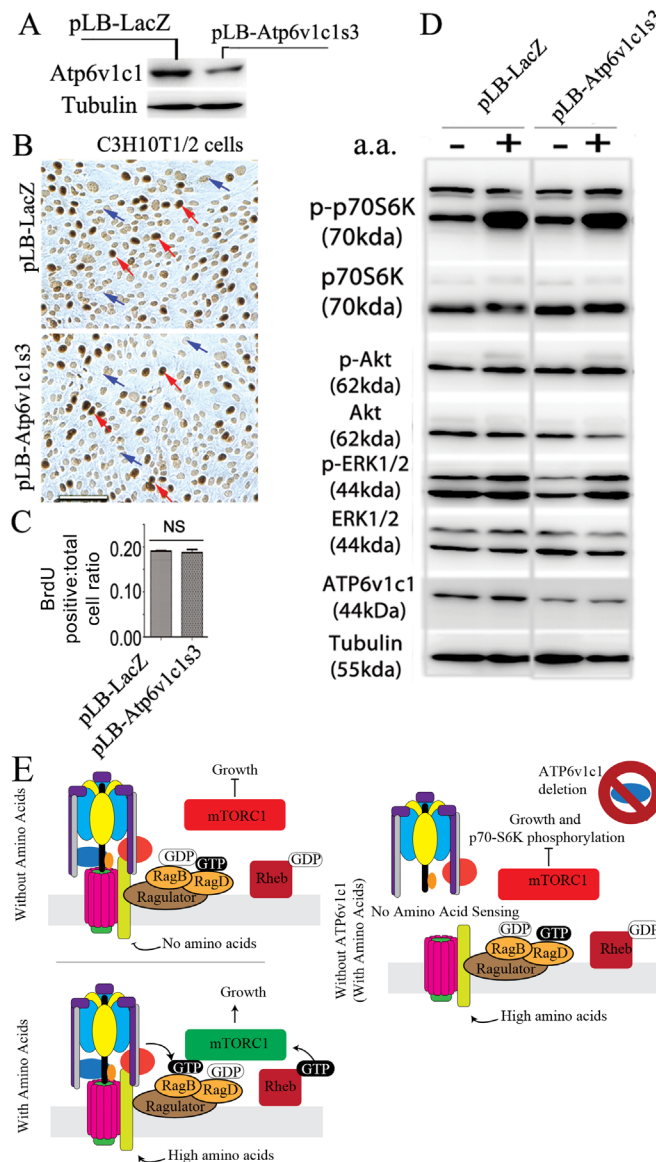 A
pLB-LacZ
pLB-Atp6v1c1s3
Atp6v1c1
Tubulin
B
C3H10T1/2 cells
pLB-LacZ
pLB-Atp6v1c1s3
C
NS
0.20
0.10
0.00
BrdU
positive:total
cell ratio
pLB-LacZ
pLB-Atp6v1c1s3
D
pLB-LacZ
pLB-Atp6v1c1s3
a.a.
- + - +
p-p70S6K
(70kda)
p70S6K
(70kda)
p-Akt
(62kda)
Akt
(62kda)
p-ERK1/2
(44kda)
ERK1/2
(44kda)
ATP6v1c1
(44kDa)
Tubulin
(55kda)
E
Without Amino Acids
Growth
mTORC1
GDP
GTP
RagB
RagD
Ragulator
GDP
Rheb
No amino acids
With Amino Acids
Growth
mTORC1
GTP
GDP
RagB
RagD
Ragulator
GTP
Rheb
High amino acids
Without ATP6v1c1
(With Amino Acids)
ATP6v1c1
deletion
Growth and
p70-S6K phosphorylation
mTORC1
No Amino Acid Sensing
GDP
GTP
RagB
RagD
Ragulator
GDP
Rheb
High amino acids